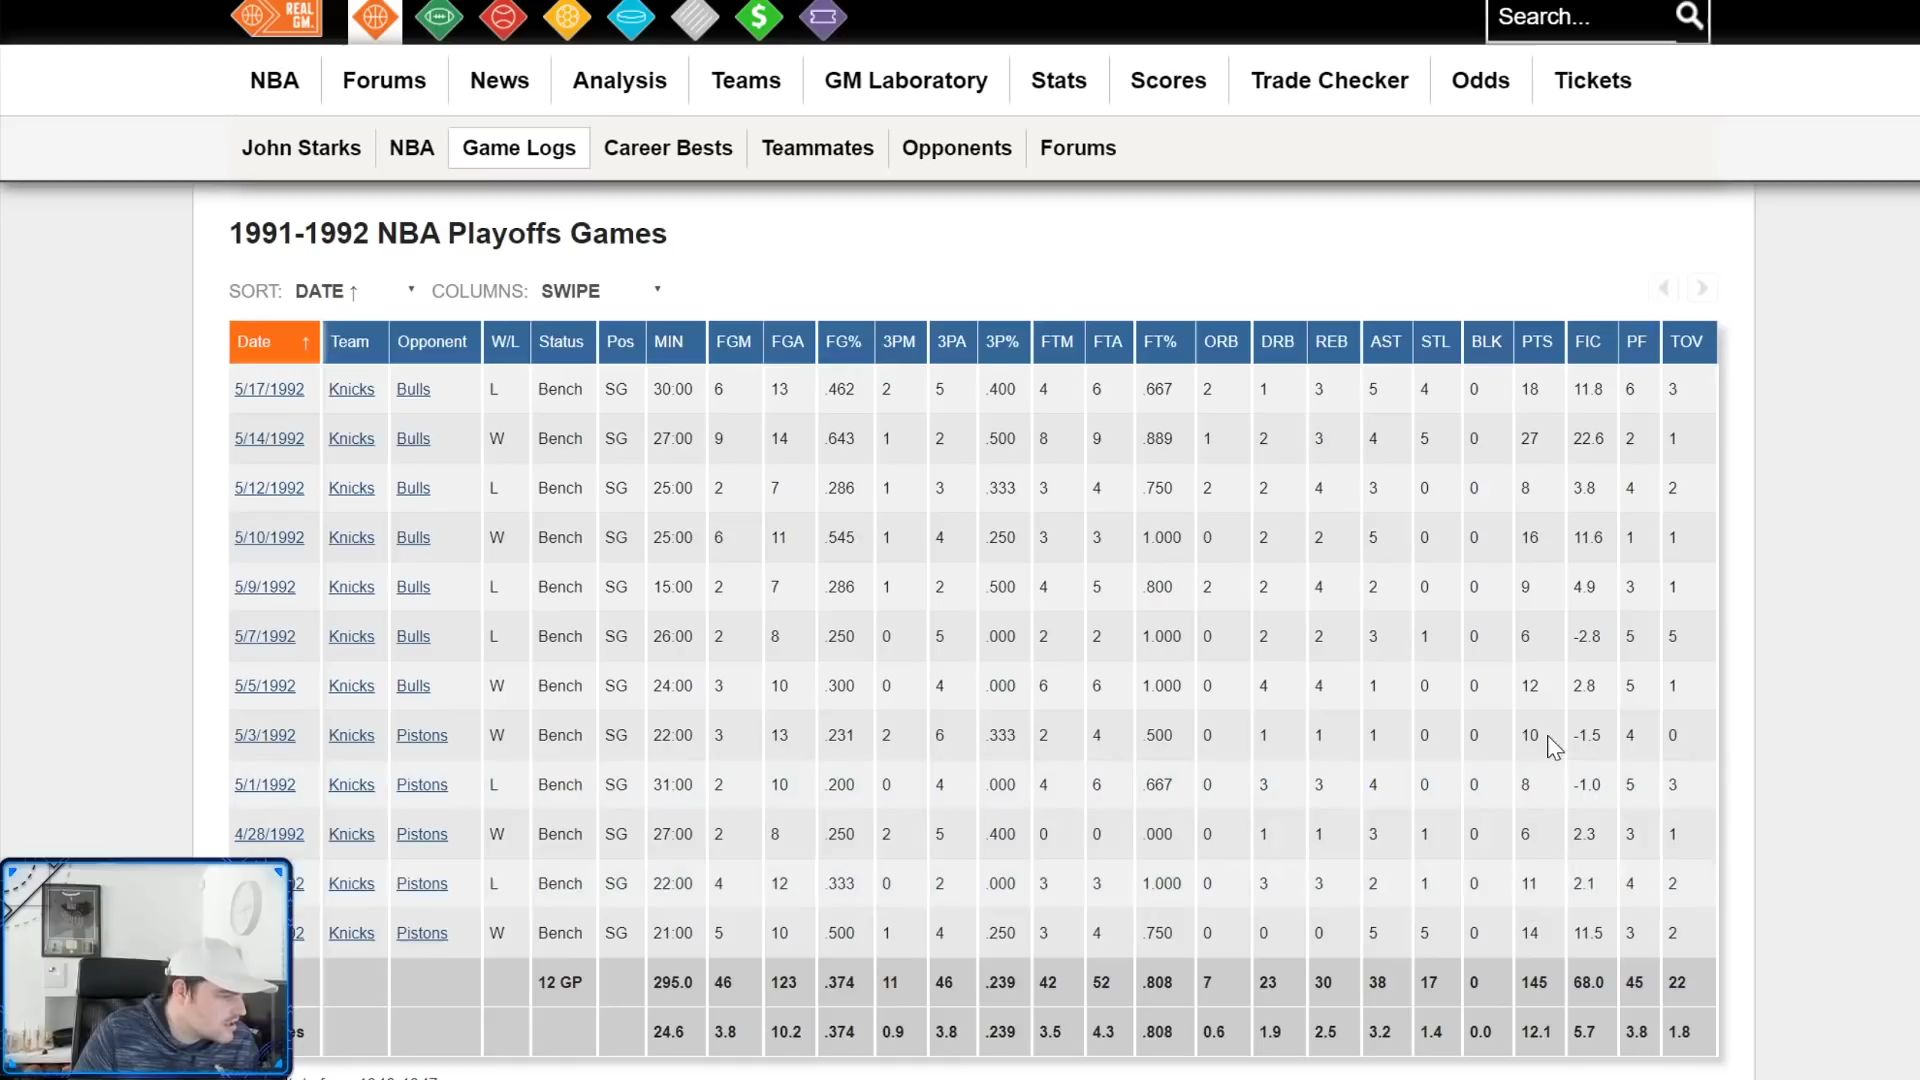 REAL GM. Search...
NBA Forums News Analysis Teams GM Laboratory Stats Scores Trade Checker Odds Tickets
John Starks NBA Game Logs Career Bests Teammates Opponents Forums
1991-1992 NBA Playoffs Games
SORT: DATE ↑ COLUMNS: SWIPE
Date ↑ Team Opponent W/L Status Pos MIN FGM FGA FG% 3PM 3PA 3P% FTM FTA FT% ORB DRB REB AST STL BLK PTS FIC PF TOV
5/17/1992 Knicks Bulls L Bench SG 30:00 6 13 .462 2 5 .400 4 6 .667 2 1 3 5 4 0 18 11.8 6 3
5/14/1992 Knicks Bulls W Bench SG 27:00 9 14 .643 1 2 .500 8 9 .889 1 2 3 4 5 0 27 22.6 2 1
5/12/1992 Knicks Bulls L Bench SG 25:00 2 7 .286 1 3 .333 3 4 .750 2 2 4 3 0 0 8 3.8 4 2
5/10/1992 Knicks Bulls W Bench SG 25:00 6 11 .545 1 4 .250 3 3 1.000 0 2 2 5 0 0 16 11.6 1 1
5/9/1992 Knicks Bulls L Bench SG 15:00 2 7 .286 1 2 .500 4 5 .800 2 2 4 2 0 0 9 4.9 3 1
5/7/1992 Knicks Bulls L Bench SG 26:00 2 8 .250 0 5 .000 2 2 1.000 0 2 2 3 1 0 6 -2.8 5 5
5/5/1992 Knicks Bulls W Bench SG 24:00 3 10 .300 0 4 .000 6 6 1.000 0 4 4 1 0 0 12 2.8 5 1
5/3/1992 Knicks Pistons W Bench SG 22:00 3 13 .231 2 6 .333 2 4 .500 0 1 1 1 0 0 10 -1.5 4 0
5/1/1992 Knicks Pistons L Bench SG 31:00 2 10 .200 0 4 .000 4 6 .667 0 3 3 4 0 0 8 -1.0 5 3
4/28/1992 Knicks Pistons W Bench SG 27:00 2 8 .250 2 5 .400 0 0 .000 0 1 1 3 1 0 6 2.3 3 1
2 Knicks Pistons L Bench SG 22:00 4 12 .333 0 2 .000 3 3 1.000 0 3 3 2 1 0 11 2.1 4 2
2 Knicks Pistons W Bench SG 21:00 5 10 .500 1 4 .250 3 4 .750 0 0 0 5 5 0 14 11.5 3 2
12 GP 295.0 46 123 .374 11 46 .239 42 52 .808 7 23 30 38 17 0 145 68.0 45 22
s 24.6 3.8 10.2 .374 0.9 3.8 .239 3.5 4.3 .808 0.6 1.9 2.5 3.2 1.4 0.0 12.1 5.7 3.8 1.8